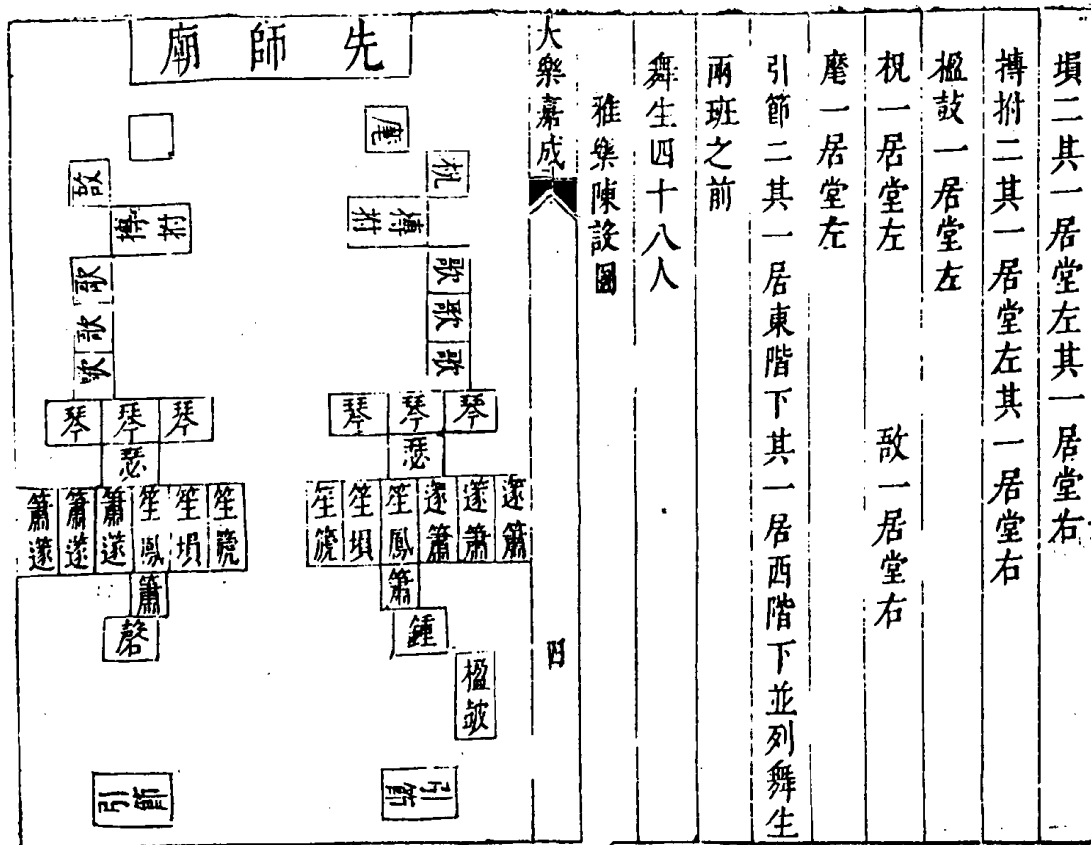 塤二其一居堂左其一居堂右
搏拊二其一居堂左其一居堂右
楹鼓一居堂左
柷一居堂左 敔一居堂右
麾一居堂左
引節二其一居東階下其一居西階下並列舞生
兩班之前
舞生四十八人
雅樂陳設圖
大樂嘉成
四
先師廟
麾
柷
搏拊
歌
歌
歌
琴
琴
琴
瑟
篴簫
篴簫
篴簫
笙鳳簫
笙塤
笙篪
鍾
楹鼓
引節
敔
搏拊
歌
歌
歌
琴
琴
琴
瑟
笙篪
笙塤
笙鳳簫
簫篴
簫篴
簫篴
磬
引節